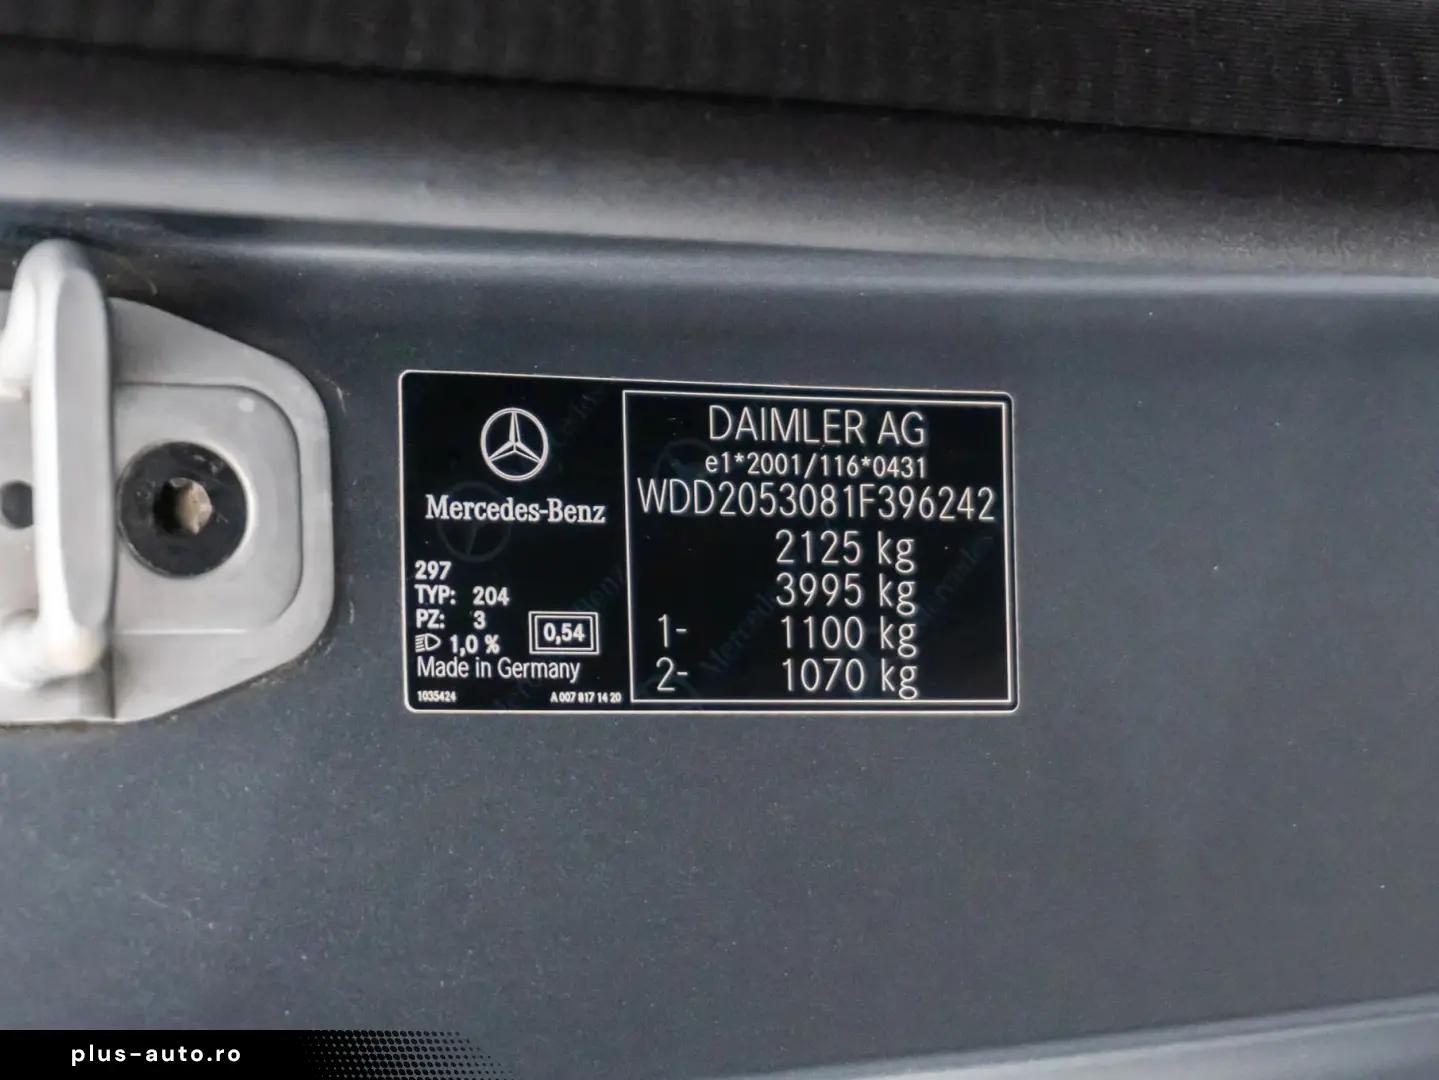 Mercedes-Benz
297
TYP: 204
PZ: 3
1,0 %
0,54
Made in Germany
1035424
A 007 817 14 20
DAIMLER AG
e1*2001/116*0431
WDD2053081F396242
2125 kg
3995 kg
1- 1100 kg
2- 1070 kg
plus-auto.ro